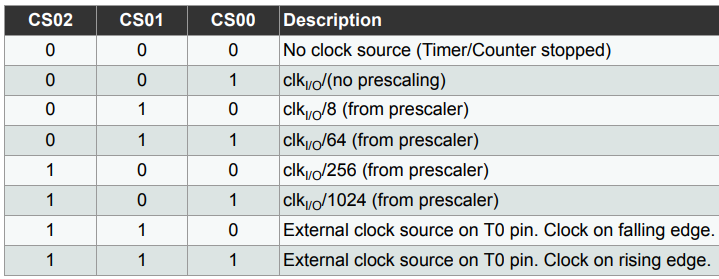 CS02 CS01 CS00 Description
0 0 0 No clock source (Timer/Counter stopped)
0 0 1 clkI/O/(no prescaling)
0 1 0 clkI/O/8 (from prescaler)
0 1 1 clkI/O/64 (from prescaler)
1 0 0 clkI/O/256 (from prescaler)
1 0 1 clkI/O/1024 (from prescaler)
1 1 0 External clock source on T0 pin. Clock on falling edge.
1 1 1 External clock source on T0 pin. Clock on rising edge.